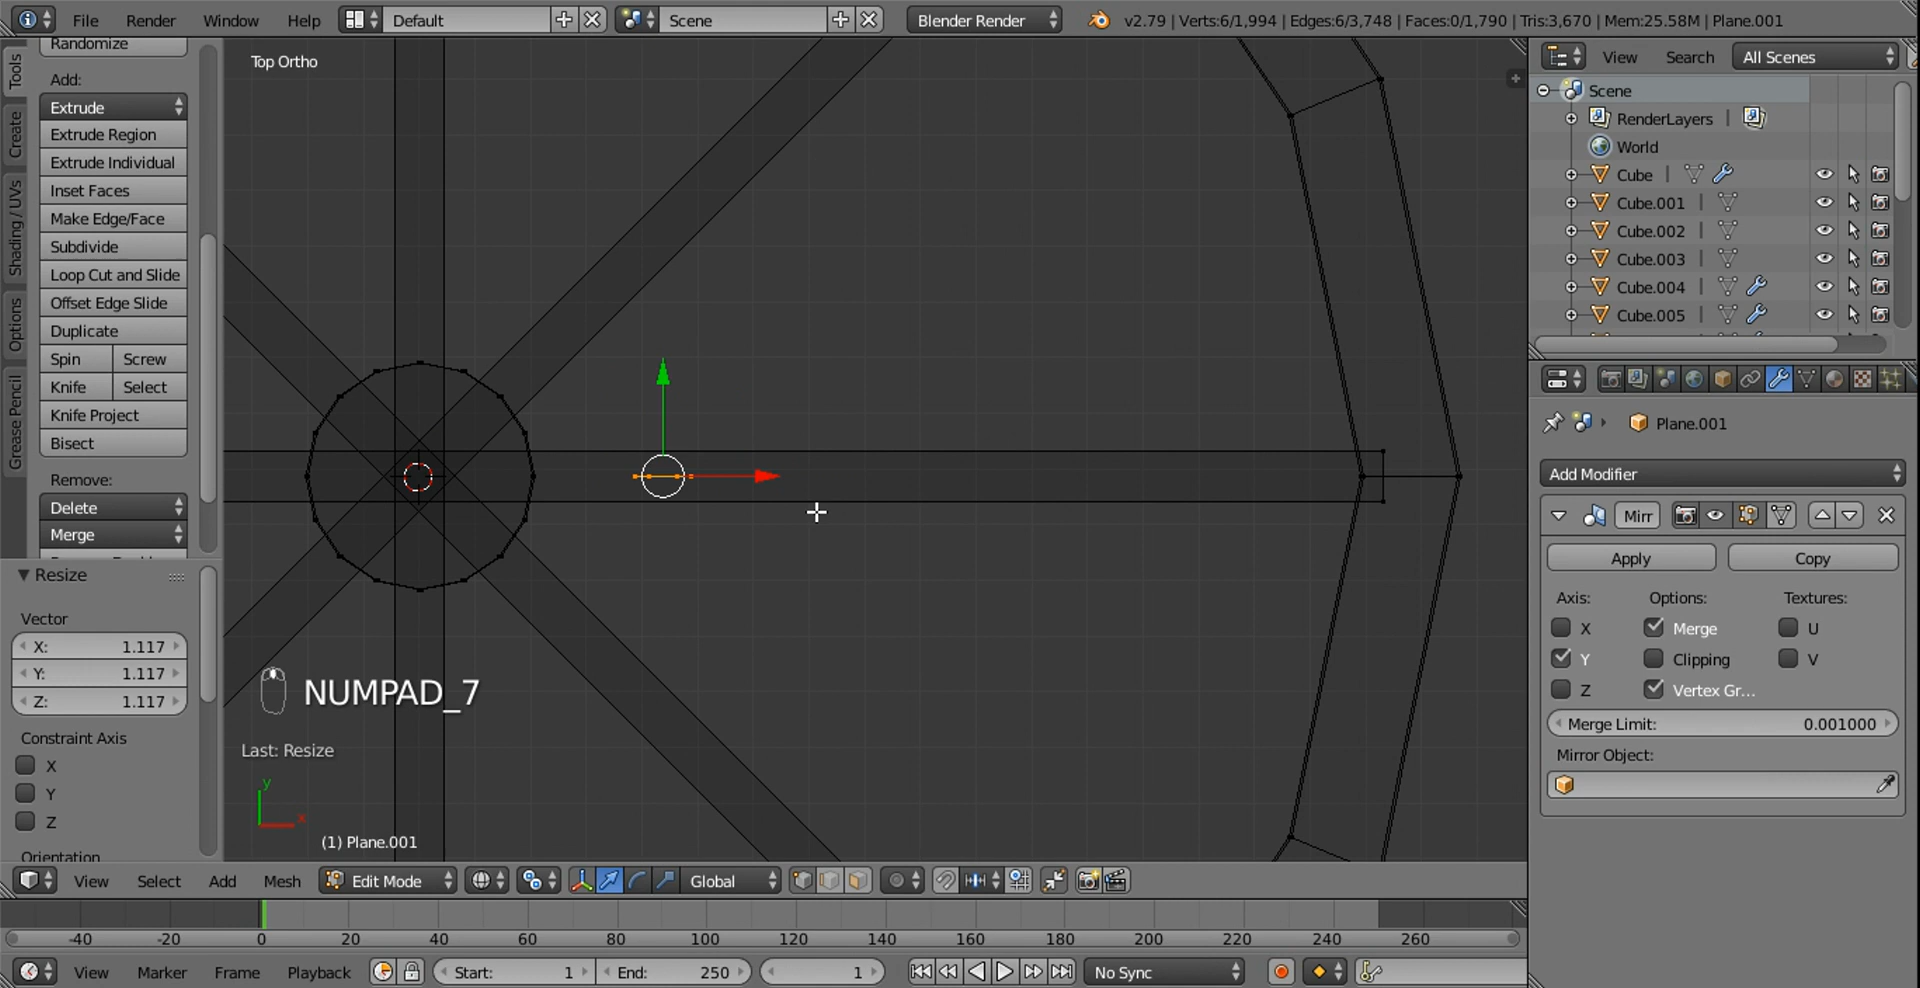 File Render Window Help Default Scene Blender Render v2.79 | Verts:6/1,994 | Edges:6/3,748 | Faces:0/1,790 | Tris:3,670 | Mem:25.58M | Plane.001
Tools
Create
Shading / UVs
Options
Grease Pencil
Randomize
Add:
Extrude
Extrude Region
Extrude Individual
Inset Faces
Make Edge/Face
Subdivide
Loop Cut and Slide
Offset Edge Slide
Duplicate
Spin Screw
Knife Select
Knife Project
Bisect
Remove:
Delete
Merge
Resize
Vector
X: 1.117
Y: 1.117
Z: 1.117
Constraint Axis
X
Y
Z
Orientation
Top Ortho
NUMPAD_7
Last: Resize
y
x
(1) Plane.001
View Select Add Mesh Edit Mode Global
-40 -20 0 20 40 60 80 100 120 140 160 180 200 220 240 260
View Marker Frame Playback Start: 1 End: 250 1 No Sync
View Search All Scenes
Scene
RenderLayers |
World
Cube |
Cube.001 |
Cube.002 |
Cube.003 |
Cube.004 |
Cube.005 |
Plane.001
Add Modifier
Mirr
Apply Copy
Axis: Options: Textures:
X Merge U
Y Clipping V
Z Vertex Gr...
Merge Limit: 0.001000
Mirror Object: